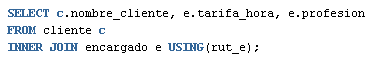 SELECT c.nombre_cliente, e.tarifa_hora, e.profesion
FROM cliente c
INNER JOIN encargado e USING(rut_e);